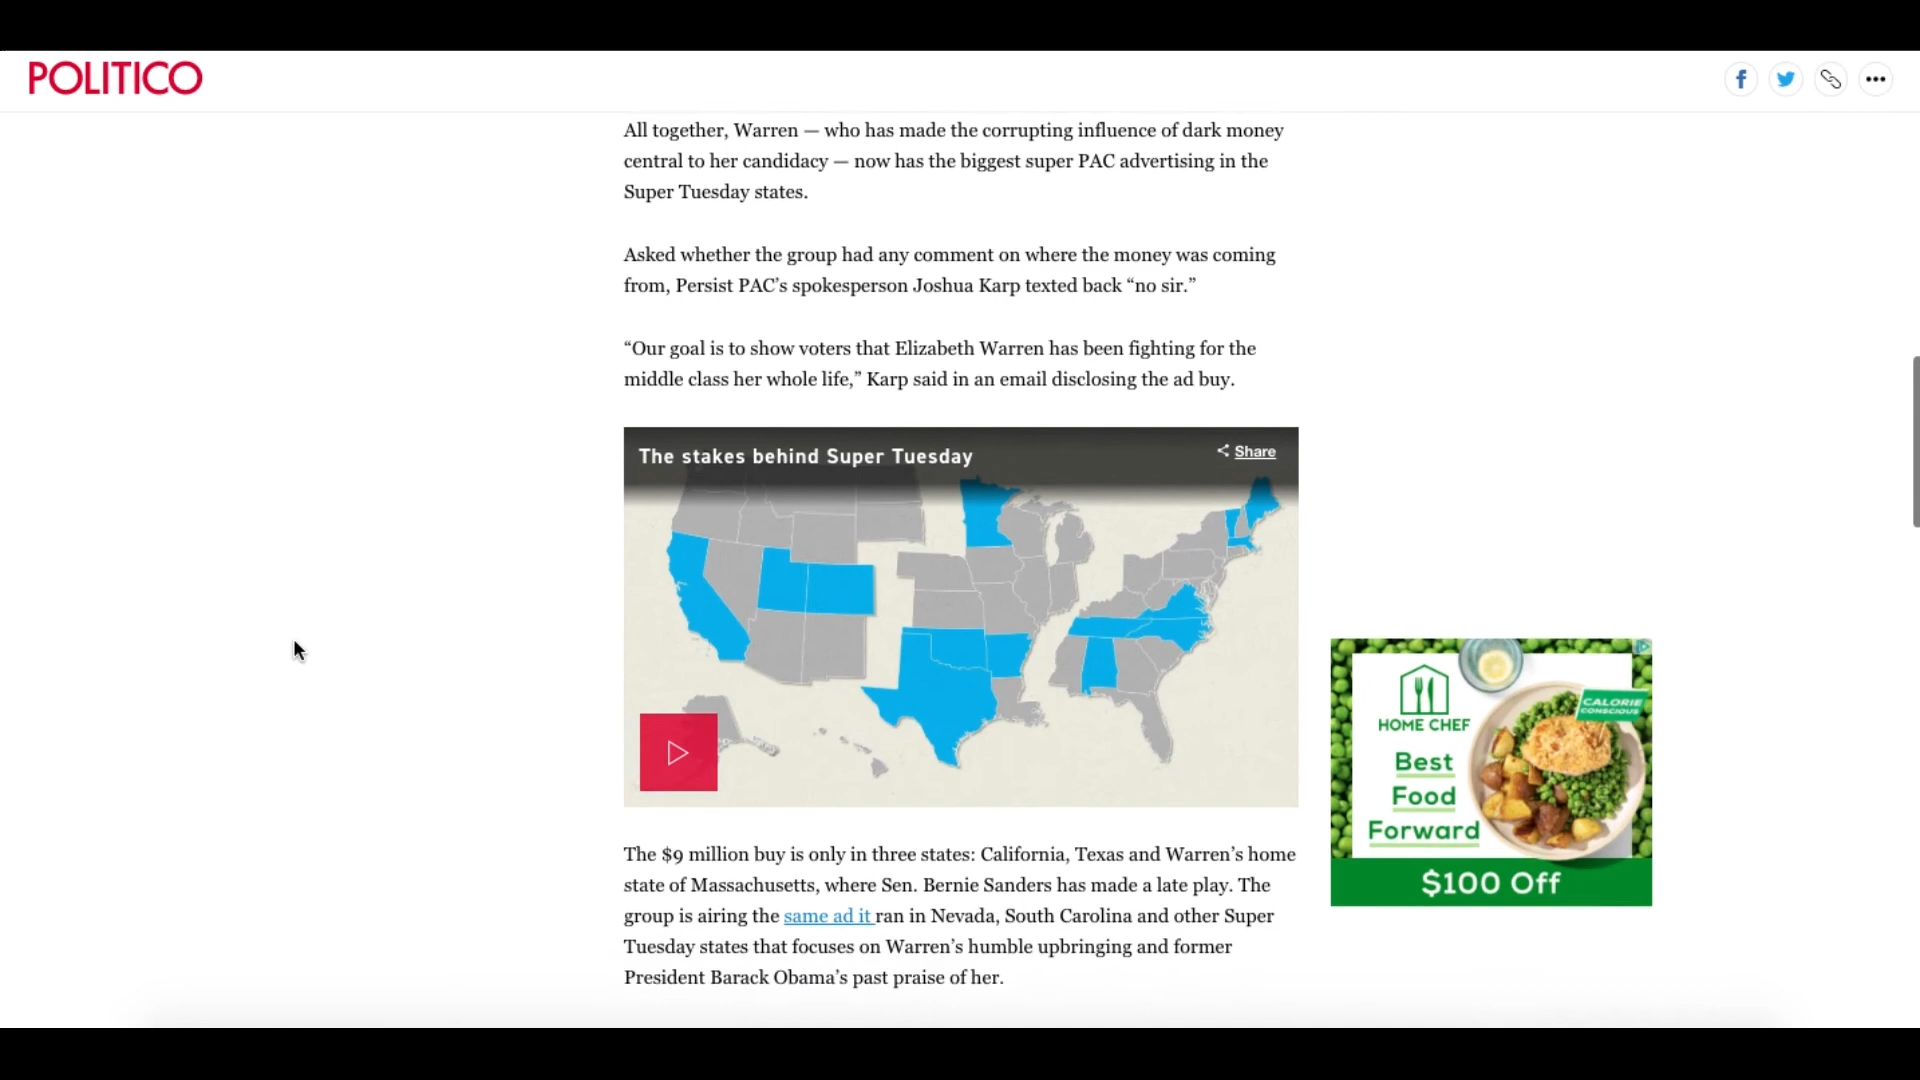 POLITICO
All together, Warren — who has made the corrupting influence of dark money
central to her candidacy — now has the biggest super PAC advertising in the
Super Tuesday states.
Asked whether the group had any comment on where the money was coming
from, Persist PAC’s spokesperson Joshua Karp texted back “no sir.”
“Our goal is to show voters that Elizabeth Warren has been fighting for the
middle class her whole life,” Karp said in an email disclosing the ad buy.
The stakes behind Super Tuesday
Share
The $9 million buy is only in three states: California, Texas and Warren’s home
state of Massachusetts, where Sen. Bernie Sanders has made a late play. The
group is airing the same ad it ran in Nevada, South Carolina and other Super
Tuesday states that focuses on Warren’s humble upbringing and former
President Barack Obama’s past praise of her.
HOME CHEF
CALORIE
CONSCIOUS
Best
Food
Forward
$100 Off